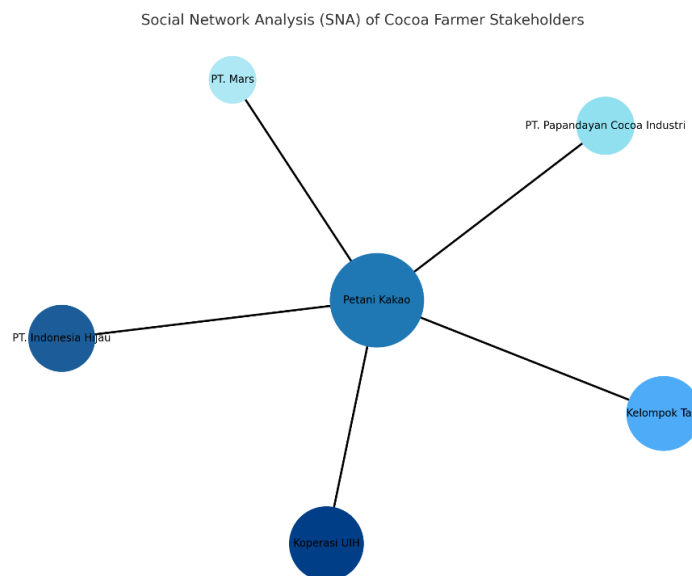 Social Network Analysis (SNA) of Cocoa Farmer Stakeholders
PT. Mars
PT. Papandayan Cocoa Industri
Petani Kakao
PT. Indonesia Hijau
Kelompok Ta
Koperasi UIH